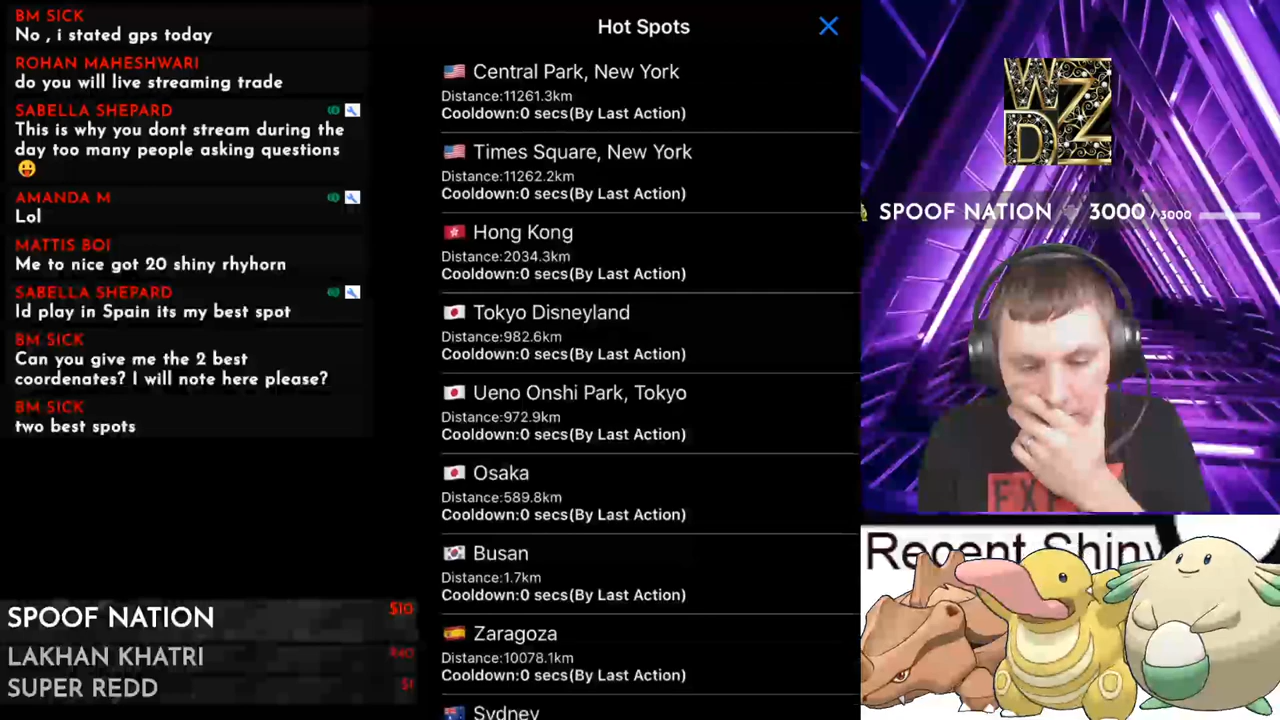 BM SICK
No , i stated gps today
ROHAN MAHESHWARI
do you will live streaming trade
SABELLA SHEPARD
This is why you dont stream during the
day too many people asking questions
😛
AMANDA M
Lol
MATTIS BOI
Me to nice got 20 shiny rhyhorn
SABELLA SHEPARD
Id play in Spain its my best spot
BM SICK
Can you give me the 2 best
coordenates? I will note here please?
BM SICK
two best spots
SPOOF NATION $10
LAKHAN KHATRI ₹40
SUPER REDD $1
Hot Spots
Central Park, New York
Distance:11261.3km
Cooldown:0 secs(By Last Action)
Times Square, New York
Distance:11262.2km
Cooldown:0 secs(By Last Action)
Hong Kong
Distance:2034.3km
Cooldown:0 secs(By Last Action)
Tokyo Disneyland
Distance:982.6km
Cooldown:0 secs(By Last Action)
Ueno Onshi Park, Tokyo
Distance:972.9km
Cooldown:0 secs(By Last Action)
Osaka
Distance:589.8km
Cooldown:0 secs(By Last Action)
Busan
Distance:1.7km
Cooldown:0 secs(By Last Action)
Zaragoza
Distance:10078.1km
Cooldown:0 secs(By Last Action)
Sydney
WZ
DZ
SPOOF NATION 3000 / 3000
Recent Shiny